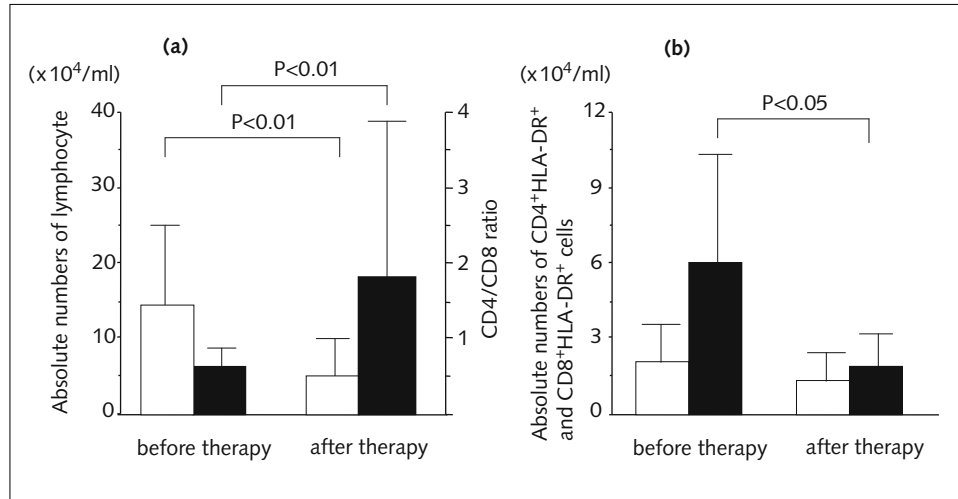 (a)
(x10⁴/ml)
P<0.01
P<0.01
Absolute numbers of lymphocyte
40
30
20
10
0
4
3
2
1
CD4/CD8 ratio
before therapy
after therapy
(b)
(x10⁴/ml)
P<0.05
Absolute numbers of CD4⁺HLA-DR⁺
and CD8⁺HLA-DR⁺ cells
12
9
6
3
0
before therapy
after therapy